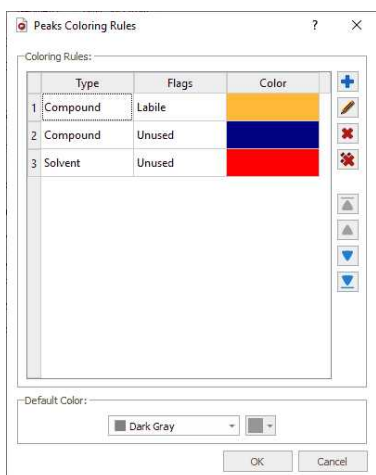 Peaks Coloring Rules ?
Coloring Rules:
Type Flags Color
1 Compound Labile
2 Compound Unused
3 Solvent Unused
Default Color:
Dark Gray
OK Cancel